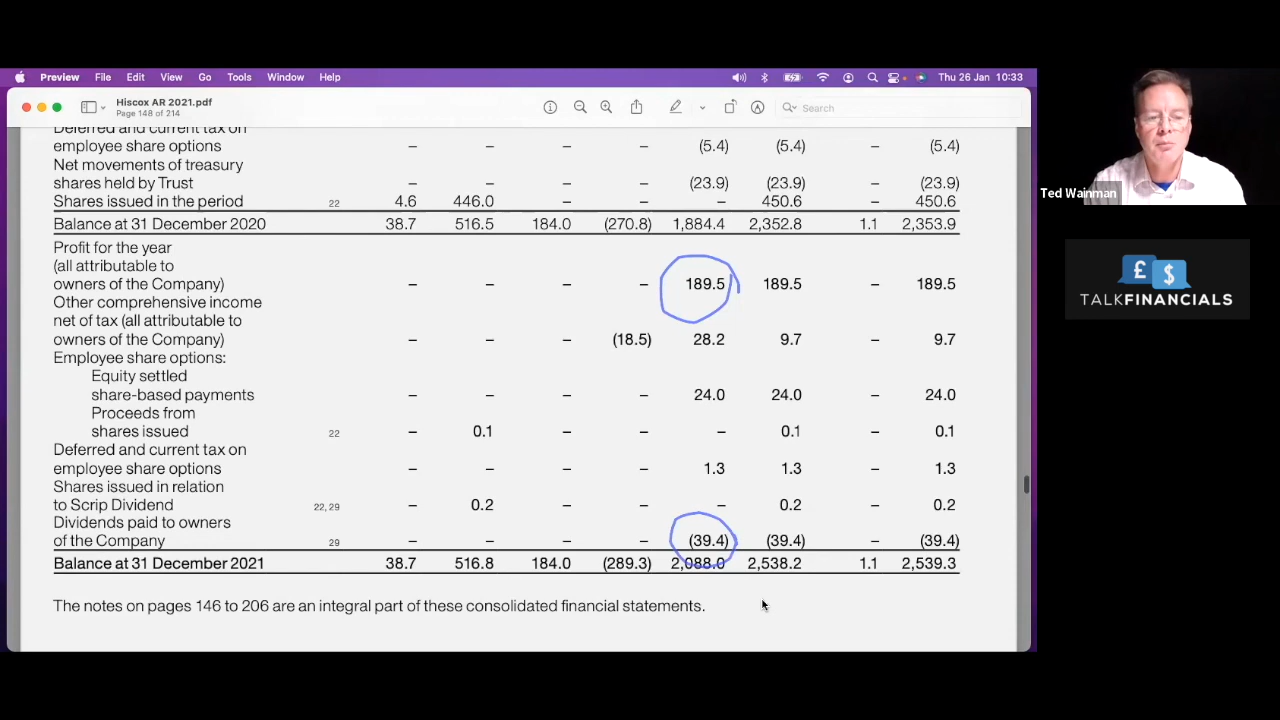 Preview File Edit View Go Tools Window Help Thu 26 Jan 10:33
Hiscox AR 2021.pdf
Page 148 of 214
Search
Deferred and current tax on
employee share options – – – – (5.4) (5.4) – (5.4)
Net movements of treasury
shares held by Trust – – – – (23.9) (23.9) – (23.9)
Shares issued in the period 22 4.6 446.0 – – – 450.6 – 450.6
Balance at 31 December 2020 38.7 516.5 184.0 (270.8) 1,884.4 2,352.8 1.1 2,353.9
Profit for the year
(all attributable to
owners of the Company) – – – – 189.5 189.5 – 189.5
Other comprehensive income
net of tax (all attributable to
owners of the Company) – – – (18.5) 28.2 9.7 – 9.7
Employee share options:
Equity settled
share-based payments – – – – 24.0 24.0 – 24.0
Proceeds from
shares issued 22 – 0.1 – – – 0.1 – 0.1
Deferred and current tax on
employee share options – – – – 1.3 1.3 – 1.3
Shares issued in relation
to Scrip Dividend 22, 29 – 0.2 – – – 0.2 – 0.2
Dividends paid to owners
of the Company 29 – – – – (39.4) (39.4) – (39.4)
Balance at 31 December 2021 38.7 516.8 184.0 (289.3) 2,088.0 2,538.2 1.1 2,539.3
The notes on pages 146 to 206 are an integral part of these consolidated financial statements.
Ted Wainman
£ $
TALKFINANCIALS